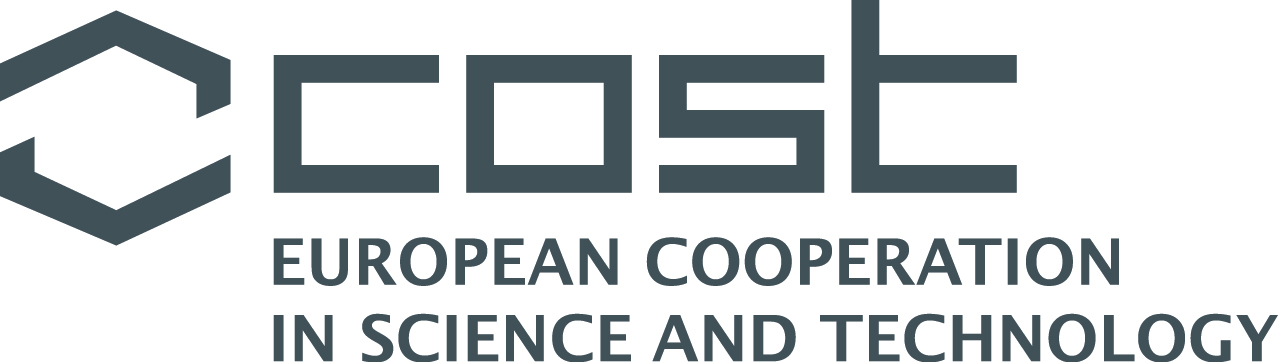 cost
EUROPEAN COOPERATION
IN SCIENCE AND TECHNOLOGY